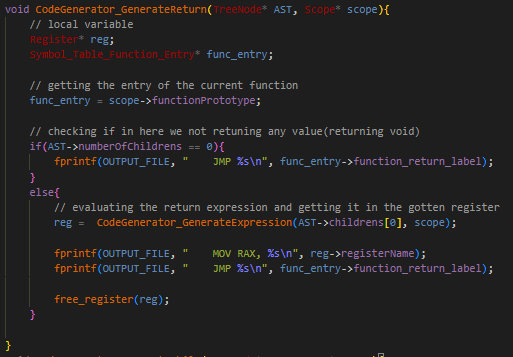 void CodeGenerator_GenerateReturn(TreeNode* AST, Scope* scope){
    // local variable
    Register* reg;
    Symbol_Table_Function_Entry* func_entry;

    // getting the entry of the current function
    func_entry = scope->functionPrototype;

    // checking if in here we not retuning any value(returning void)
    if(AST->numberOfChildrens == 0){
        fprintf(OUTPUT_FILE, "    JMP %s\n", func_entry->function_return_label);
    }
    else{
        // evaluating the return expression and getting it in the gotten register
        reg =  CodeGenerator_GenerateExpression(AST->childrens[0], scope);

        fprintf(OUTPUT_FILE, "    MOV RAX, %s\n", reg->registerName);
        fprintf(OUTPUT_FILE, "    JMP %s\n", func_entry->function_return_label);

        free_register(reg);
    }

}